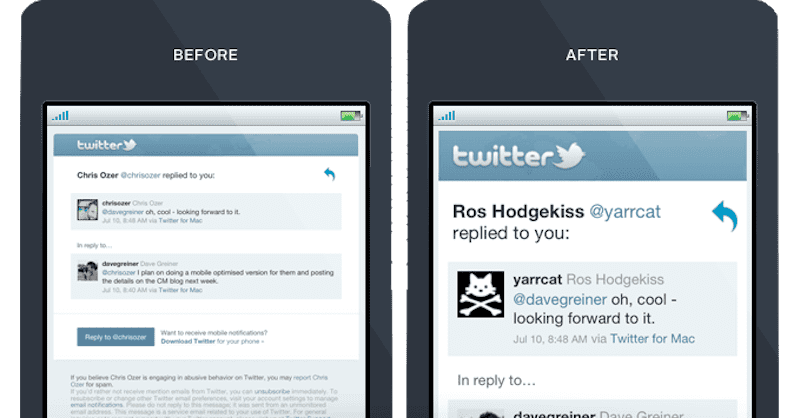 BEFORE
twitter
Chris Ozer @chrisozer replied to you:
chrisozer Chris Ozer
@davegreiner oh, cool - looking forward to it.
Jul 10, 8:48 AM via Twitter for Mac
In reply to...
davegreiner Dave Greiner
@chrisozer I plan on doing a mobile optimised version for them and posting
the details on the CM blog next week.
Jul 10, 8:40 AM via Twitter for Mac
Reply to @chrisozer
Want to receive mobile notifications?
Download Twitter for your phone »
If you believe Chris Ozer is engaging in abusive behavior on Twitter, you may report Chris
Ozer for spam.
If you'd rather not receive mention emails from Twitter, you can unsubscribe immediately. To
resubscribe or change other Twitter email preferences, visit your account settings to manage
email notifications. Please do not reply to this message; it was sent from an unmonitored
email address. This message is a service email related to your use of Twitter. For general
AFTER
twitter
Ros Hodgekiss @yarrcat
replied to you:
yarrcat Ros Hodgekiss
@davegreiner oh, cool -
looking forward to it.
Jul 10, 8:48 AM via Twitter for Mac
In reply to...
davegreiner Dave Greiner